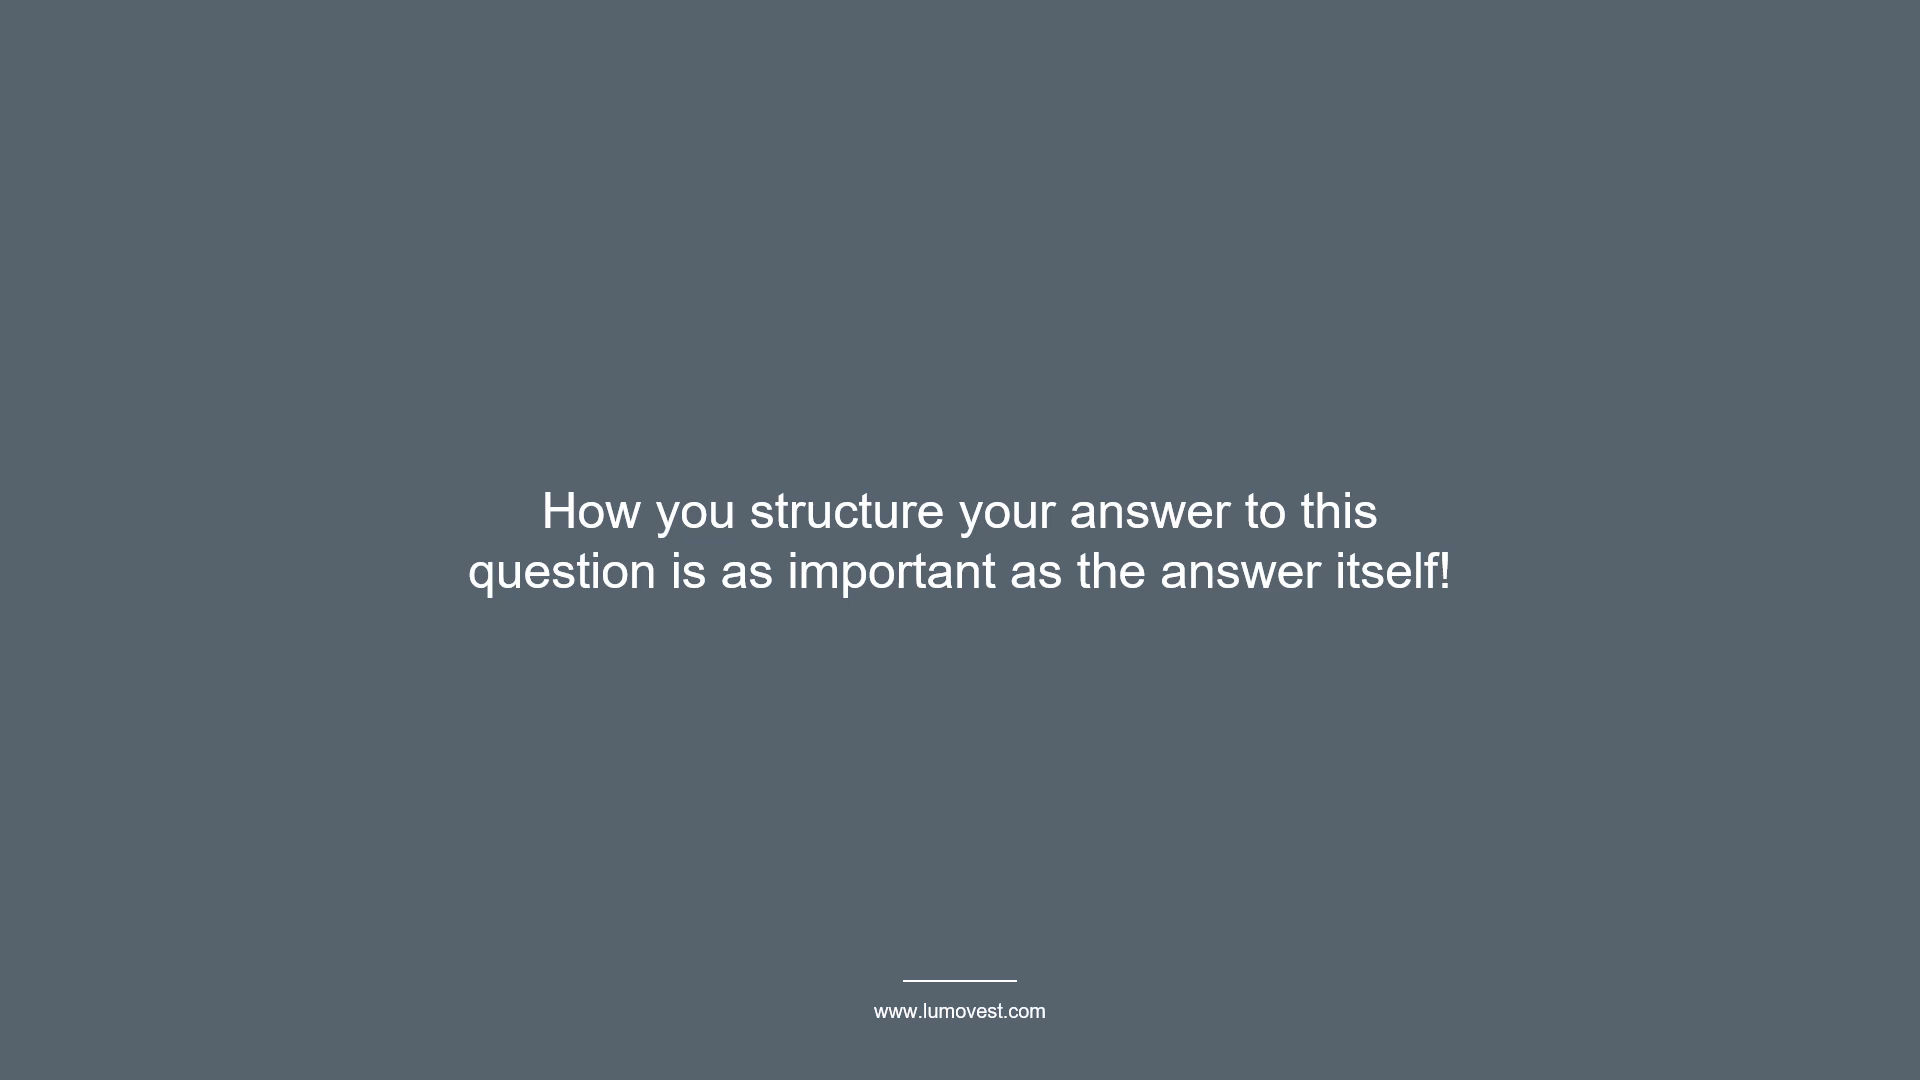 How you structure your answer to this
question is as important as the answer itself!
www.lumovest.com